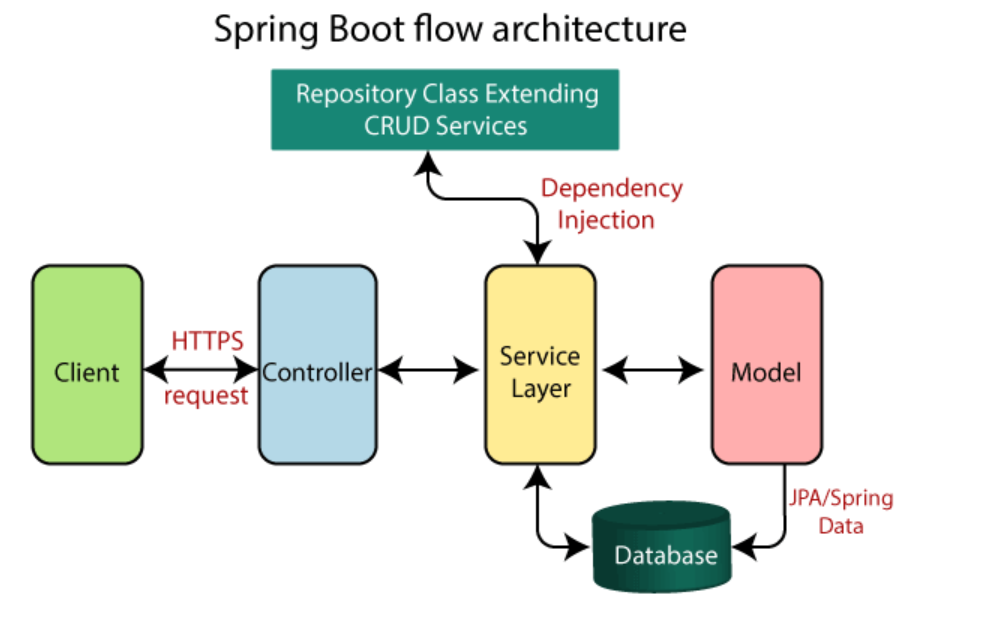 Spring Boot flow architecture
Repository Class Extending
CRUD Services
Dependency
Injection
Client
HTTPS
request
Controller
Service
Layer
Model
JPA/Spring
Data
Database